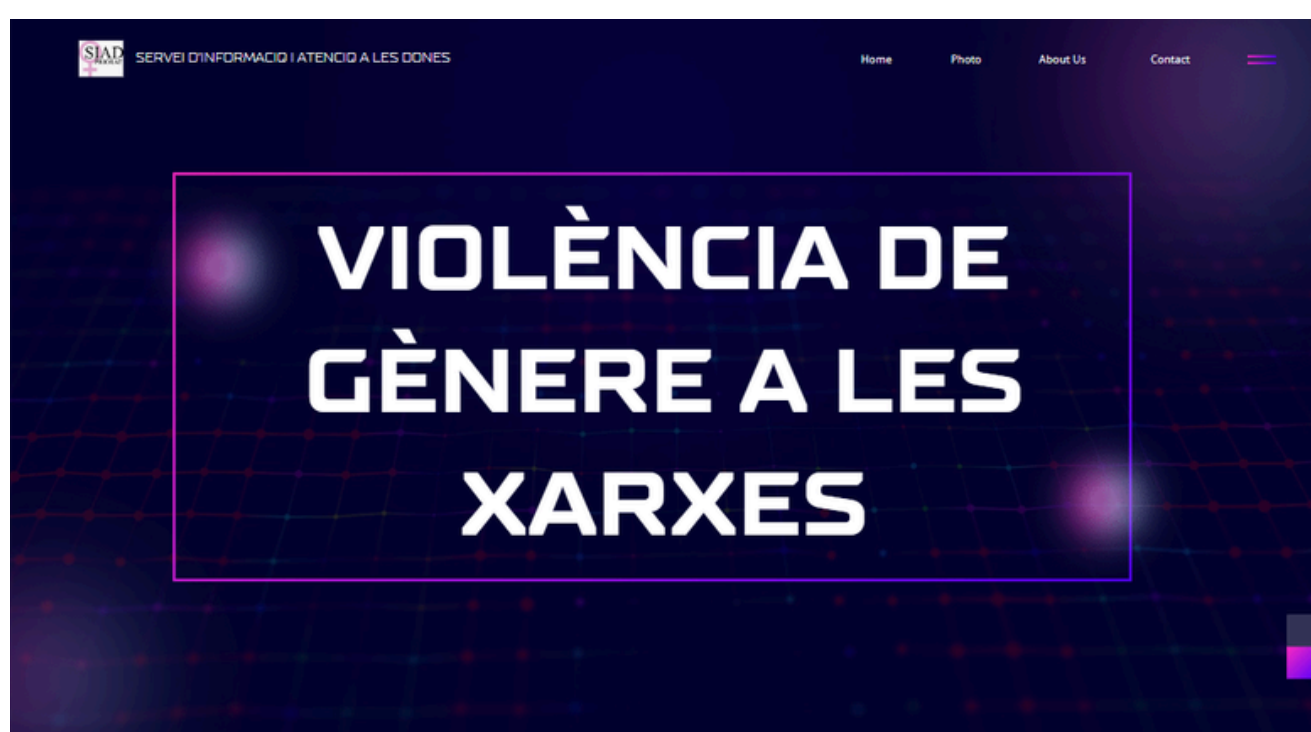 SIAD
SERVEI D'INFORMACIO I ATENCIO A LES DONES
Home
Photo
About Us
Contact
VIOLÈNCIA DE
GÈNERE A LES
XARXES